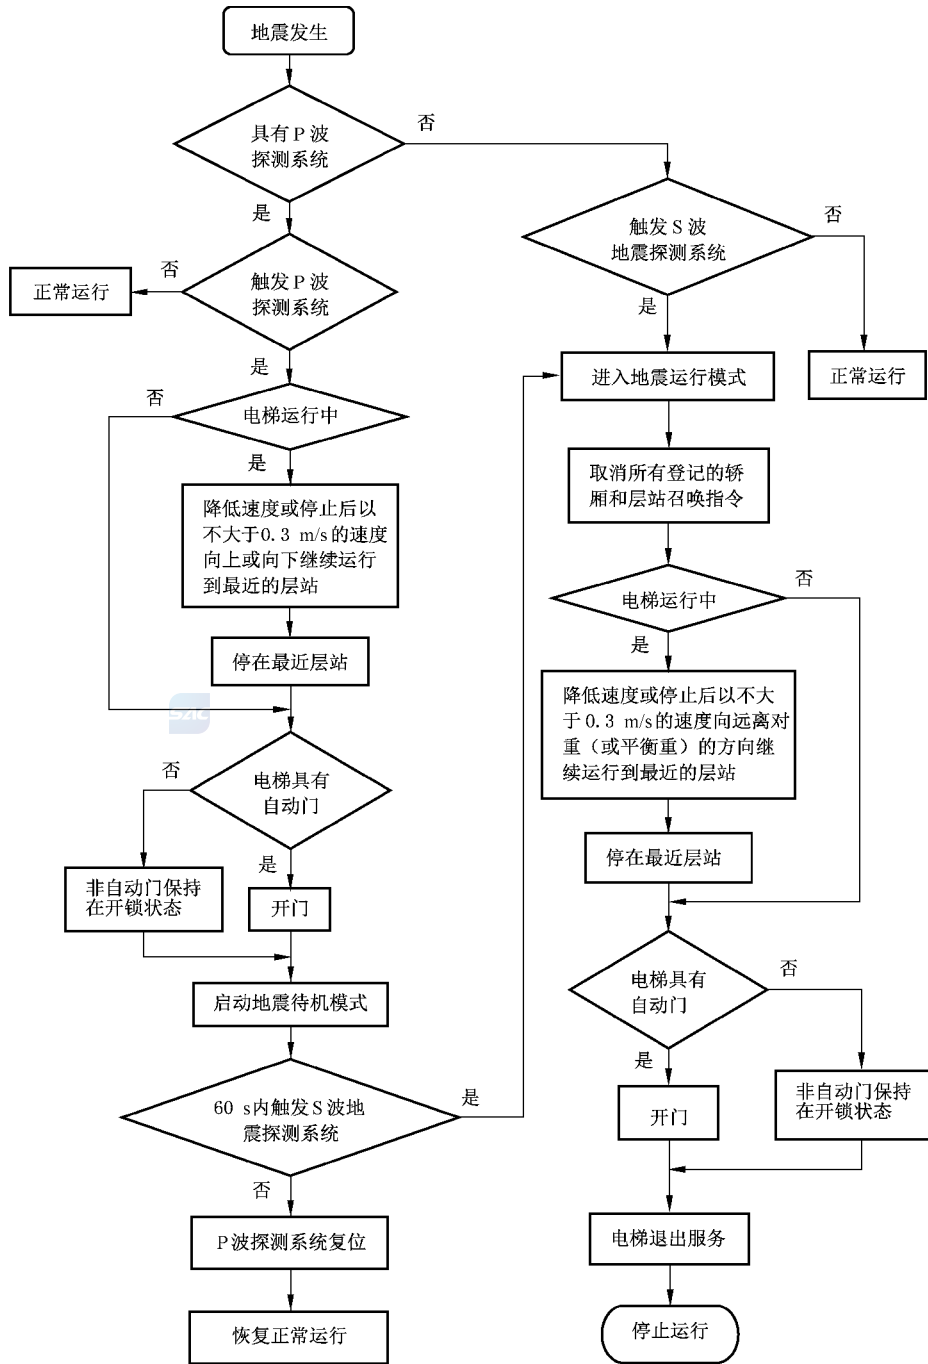 地震发生
具有P波
探测系统
否
是
触发P波
探测系统
否
正常运行
是
电梯运行中
否
是
降低速度或停止后以
不大于0.3 m/s的速度
向上或向下继续运行
到最近的层站
停在最近层站
SAC
电梯具有
自动门
否
是
非自动门保持
在开锁状态
开门
启动地震待机模式
60 s内触发S波地
震探测系统
是
否
P波探测系统复位
恢复正常运行
触发S波
地震探测系统
否
是
正常运行
进入地震运行模式
取消所有登记的轿
厢和层站召唤指令
电梯运行中
否
是
降低速度或停止后以不大
于0.3 m/s的速度向远离对
重（或平衡重）的方向继
续运行到最近的层站
停在最近层站
电梯具有
自动门
否
是
开门
非自动门保持
在开锁状态
电梯退出服务
停止运行